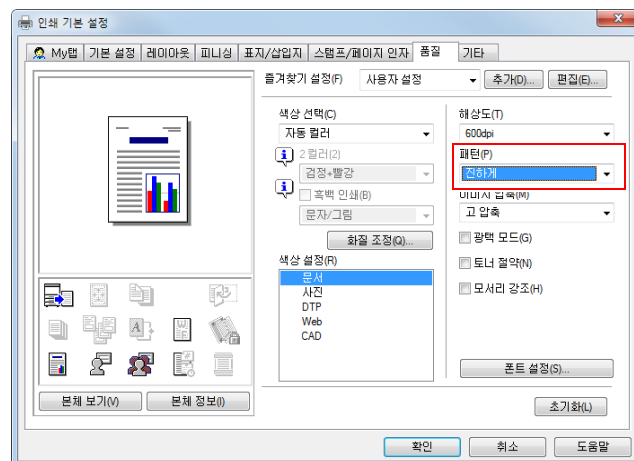 인쇄 기본 설정
My탭 기본 설정 레이아웃 피니싱 표지/삽입지 스탬프/페이지 인자 품질 기타
즐겨찾기 설정(F) 사용자 설정 추가(D)... 편집(E)...
색상 선택(C)
자동 컬러
2 컬러(2)
검정+빨강
흑백 인쇄(B)
문자/그림
화질 조정(Q)...
색상 설정(R)
문서
사진
DTP
Web
CAD
해상도(T)
600dpi
패턴(P)
진하게
이미지 압축(M)
고 압축
광택 모드(G)
토너 절약(N)
모서리 강조(H)
폰트 설정(S)...
본체 보기(V) 본체 정보(I)
초기화(L)
확인 취소 도움말